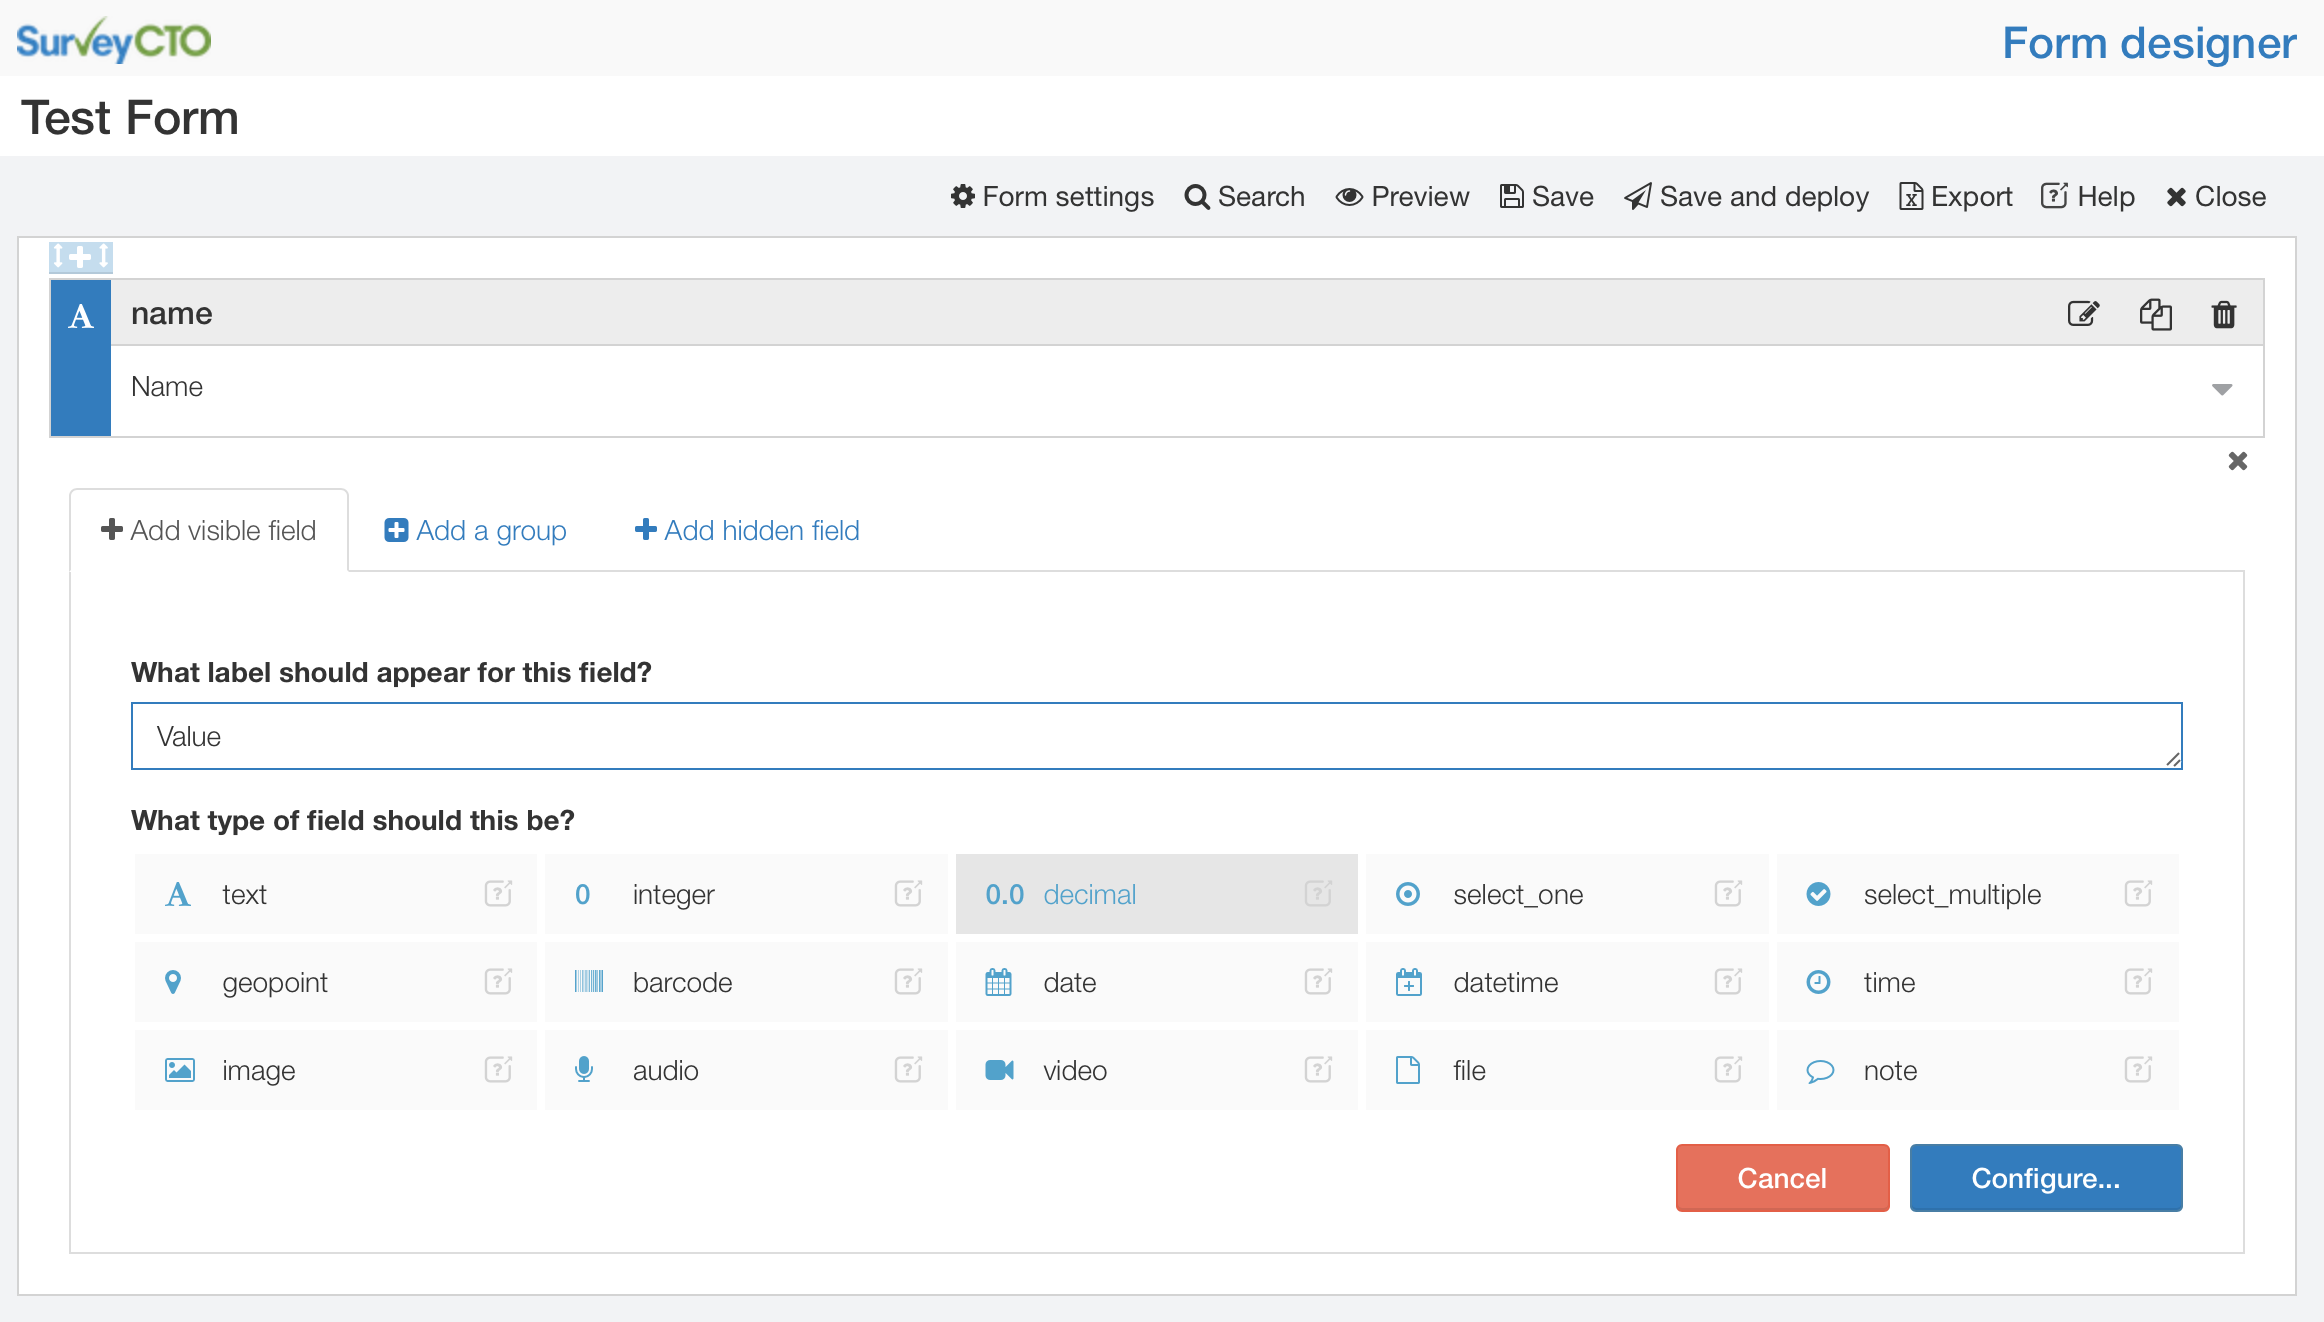 SurveyCTO
Form designer
Test Form
Form settings Search Preview Save Save and deploy Export Help Close
A name
Name
Add visible field Add a group Add hidden field
What label should appear for this field?
Value
What type of field should this be?
A text ? 0 integer ? 0.0 decimal ? select_one ? select_multiple ?
geopoint ? barcode ? date ? datetime ? time ?
image ? audio ? video ? file ? note ?
Cancel Configure...